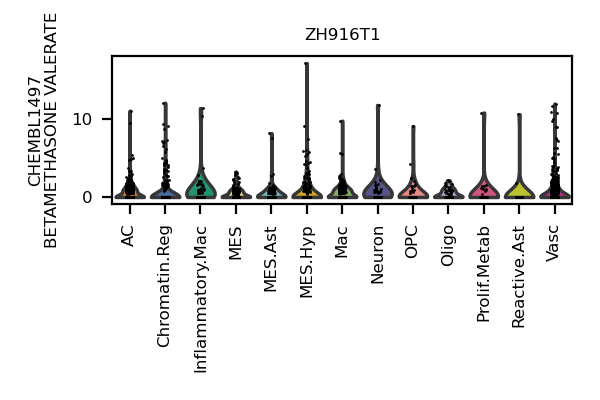 ZH916T1
CHEMBL1497
BETAMETHASONE VALERATE
10
0
AC
Chromatin.Reg
Inflammatory.Mac
MES
MES.Ast
MES.Hyp
Mac
Neuron
OPC
Oligo
Prolif.Metab
Reactive.Ast
Vasc